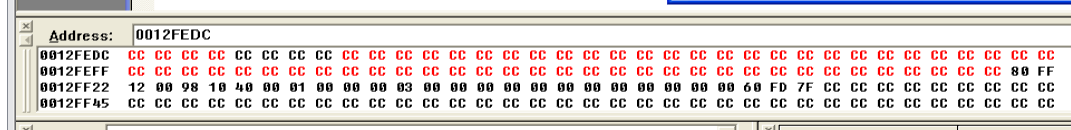 Address: 0012FEDC
0012FEDC CC CC CC CC CC CC CC CC CC CC CC CC CC CC CC CC CC CC CC CC CC CC CC CC CC CC CC CC CC CC CC CC CC CC CC
0012FEFF CC CC CC CC CC CC CC CC CC CC CC CC CC CC CC CC CC CC CC CC CC CC CC CC CC CC CC CC CC CC CC CC CC 80 FF
0012FF22 12 00 98 10 40 00 01 00 00 00 03 00 00 00 00 00 00 00 00 00 00 00 00 60 FD 7F CC CC CC CC CC CC CC CC CC
0012FF45 CC CC CC CC CC CC CC CC CC CC CC CC CC CC CC CC CC CC CC CC CC CC CC CC CC CC CC CC CC CC CC CC CC CC CC